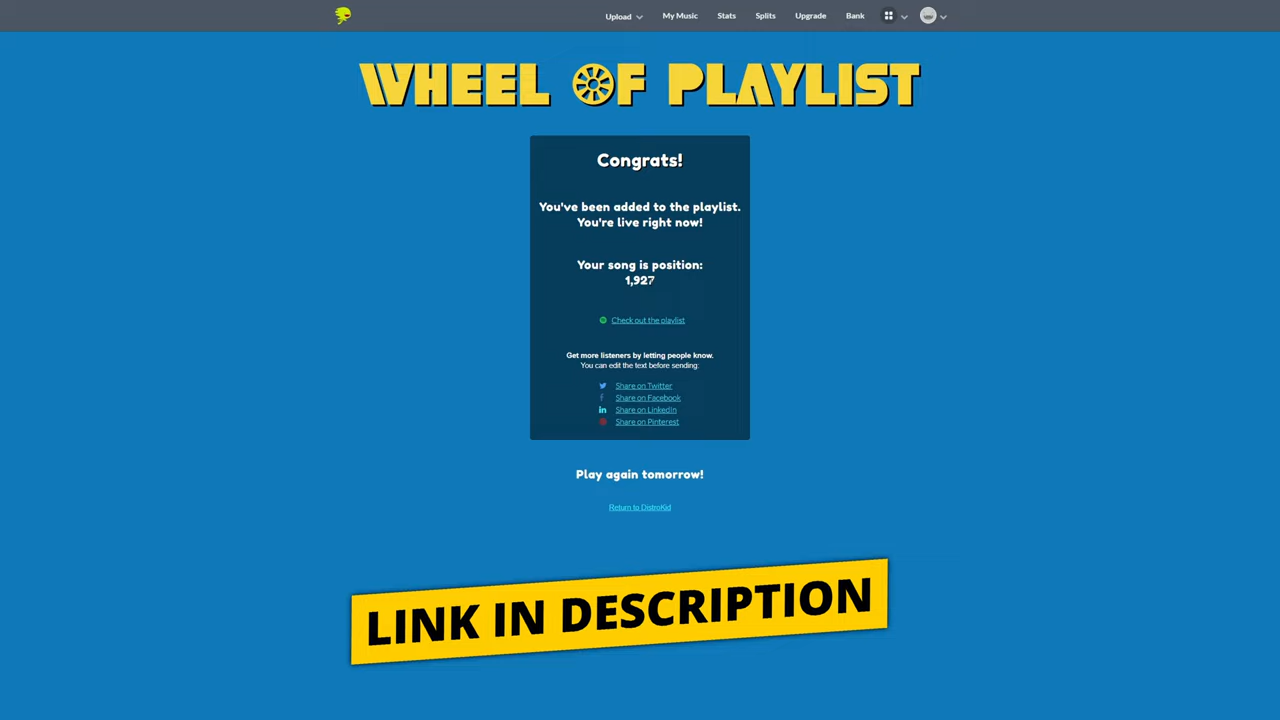 Upload My Music Stats Splits Upgrade Bank
WHEEL OF PLAYLIST
Congrats!
You've been added to the playlist.
You're live right now!
Your song is position:
1,927
Check out the playlist
Get more listeners by letting people know.
You can edit the text before sending:
Share on Twitter
Share on Facebook
Share on LinkedIn
Share on Pinterest
Play again tomorrow!
Return to DistroKid
LINK IN DESCRIPTION